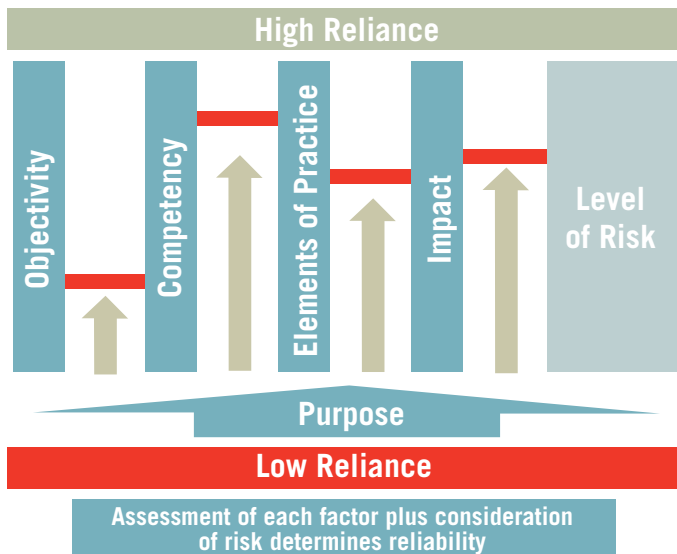 High Reliance
Objectivity
Competency
Elements of Practice
Impact
Level
of Risk
Purpose
Low Reliance
Assessment of each factor plus consideration
of risk determines reliability